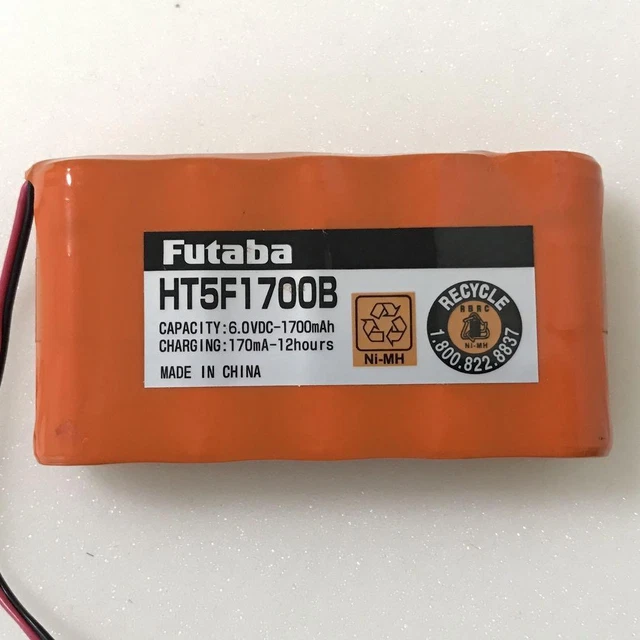 Futaba
HT5F1700B
CAPACITY:6.0VDC-1700mAh
CHARGING:170mA-12hours
MADE IN CHINA
Ni-MH
RECYCLE
RBRC
Ni-MH
1.800.822.8837